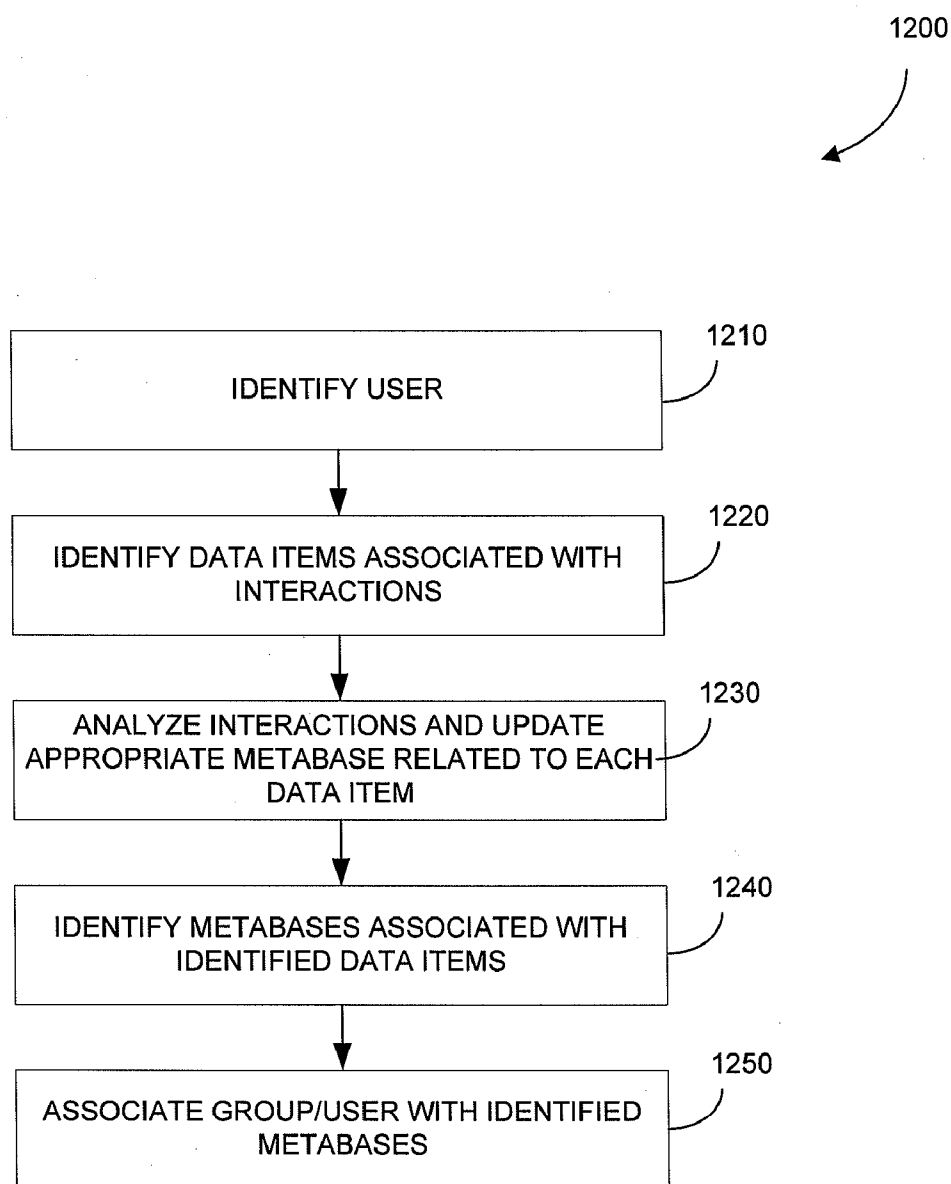 1200
1210
IDENTIFY USER
1220
IDENTIFY DATA ITEMS ASSOCIATED WITH
INTERACTIONS
1230
ANALYZE INTERACTIONS AND UPDATE
APPROPRIATE METABASE RELATED TO EACH
DATA ITEM
1240
IDENTIFY METABASES ASSOCIATED WITH
IDENTIFIED DATA ITEMS
1250
ASSOCIATE GROUP/USER WITH IDENTIFIED
METABASES